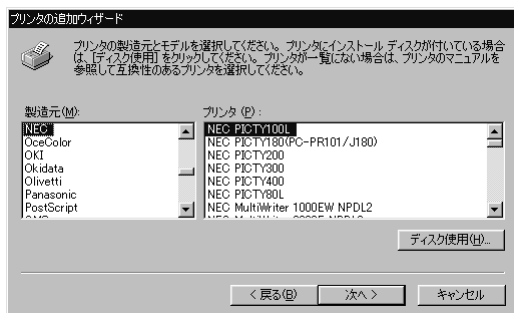 プリンタの追加ウィザード
プリンタの製造元とモデルを選択してください。プリンタにインストール ディスクが付いている場合
は、[ディスク使用] をクリックしてください。プリンタが一覧にない場合は、プリンタのマニュアルを
参照して互換性のあるプリンタを選択してください。
製造元(M):
NEC
OceColor
OKI
Okidata
Olivetti
Panasonic
PostScript
プリンタ(P):
NEC PICTY100L
NEC PICTY180(PC-PR101/J180)
NEC PICTY200
NEC PICTY300
NEC PICTY400
NEC PICTY80L
NEC MultiWriter 1000EW NPDL2
ディスク使用(H)...
< 戻る(B)
次へ >
キャンセル